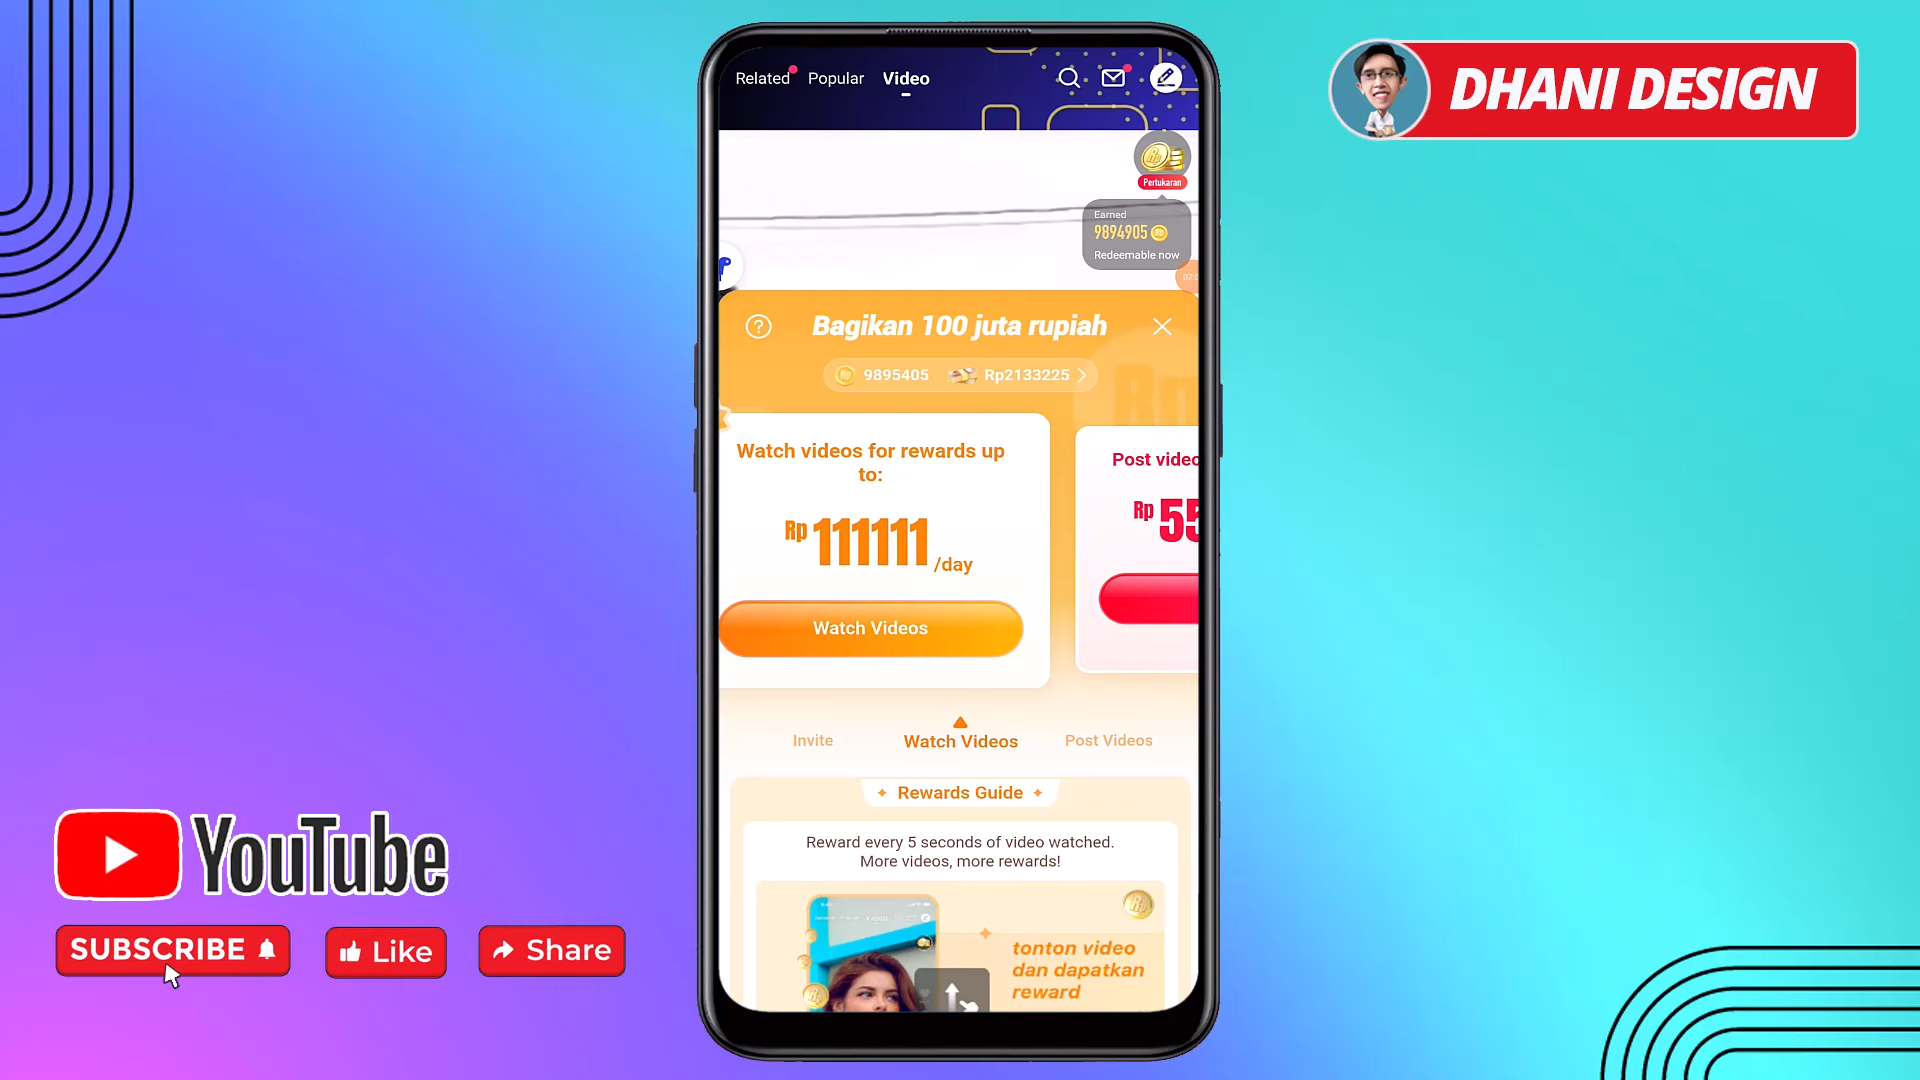 Related Popular Video
DHANI DESIGN
Pertukaran
Earned
9894905
Redeemable now
Bagikan 100 juta rupiah
9895405 Rp2133225
Watch videos for rewards up
to:
Rp 111111 /day
Watch Videos
Post video
Rp 55
Invite Watch Videos Post Videos
Rewards Guide
Reward every 5 seconds of video watched.
More videos, more rewards!
tonton video
dan dapatkan
reward
YouTube
SUBSCRIBE Like Share